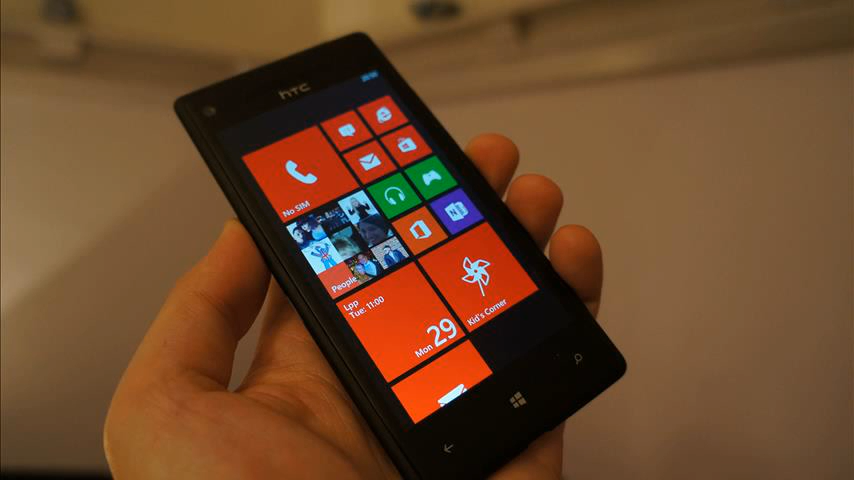 hTC
No SIM
People
Lpp
Tue: 11:00
Mon 29
Kid's Corner
N